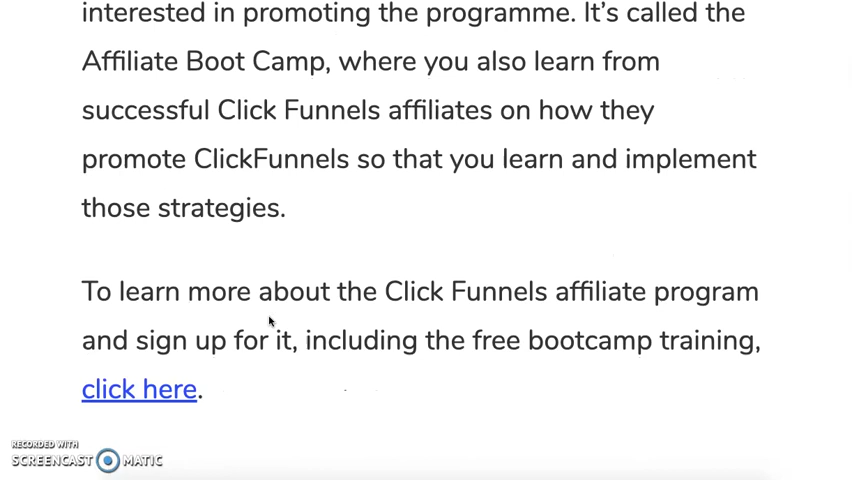 interested in promoting the programme. It’s called the
Affiliate Boot Camp, where you also learn from
successful Click Funnels affiliates on how they
promote ClickFunnels so that you learn and implement
those strategies.
To learn more about the Click Funnels affiliate program
and sign up for it, including the free bootcamp training,
click here.
RECORDED WITH
SCREENCAST MATIC